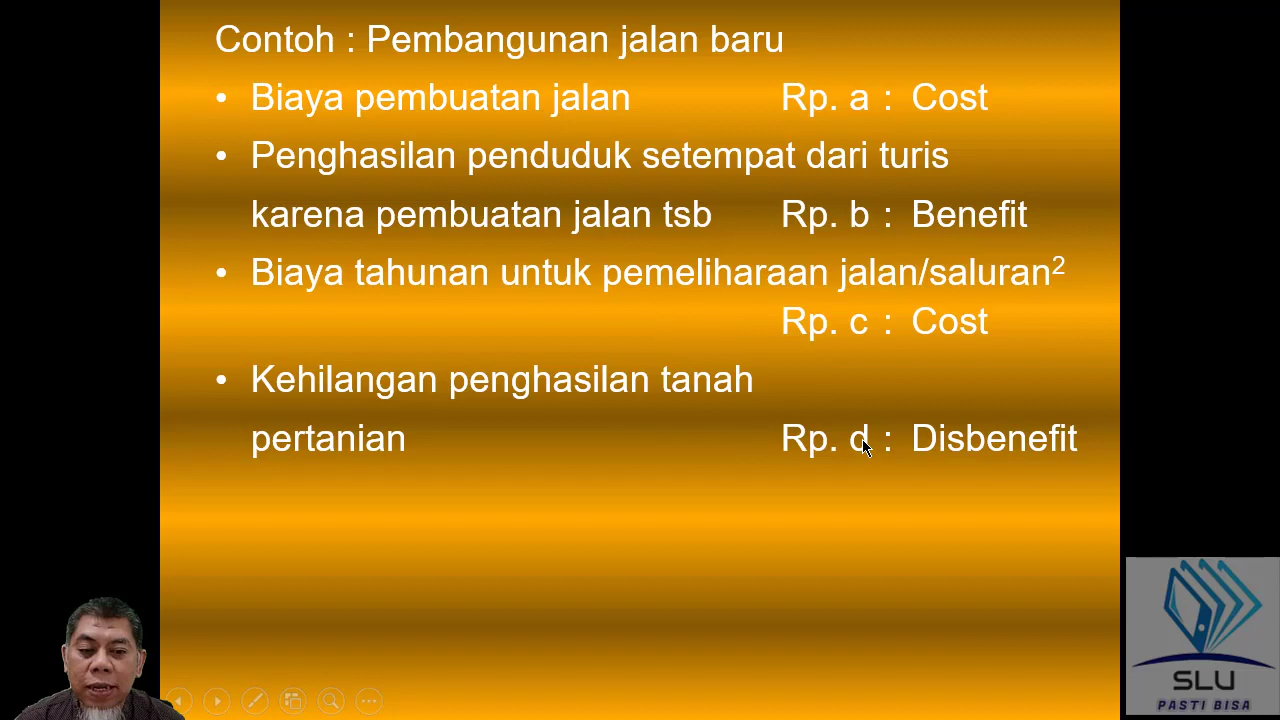 Contoh : Pembangunan jalan baru
• Biaya pembuatan jalan Rp. a : Cost
• Penghasilan penduduk setempat dari turis
karena pembuatan jalan tsb Rp. b : Benefit
• Biaya tahunan untuk pemeliharaan jalan/saluran²
Rp. c : Cost
• Kehilangan penghasilan tanah
pertanian Rp. d : Disbenefit
SLU
PASTI BISA